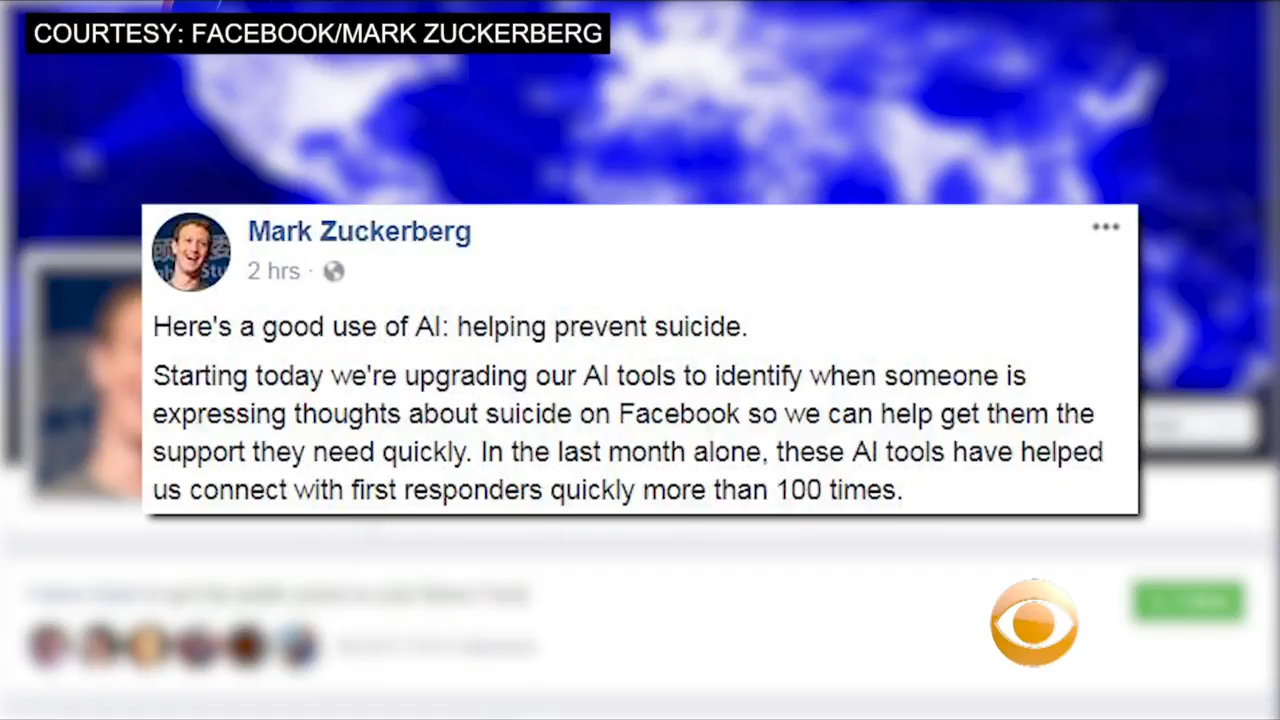 COURTESY: FACEBOOK/MARK ZUCKERBERG
Mark Zuckerberg
2 hrs ·
Here's a good use of AI: helping prevent suicide.
Starting today we're upgrading our AI tools to identify when someone is
expressing thoughts about suicide on Facebook so we can help get them the
support they need quickly. In the last month alone, these AI tools have helped
us connect with first responders quickly more than 100 times.